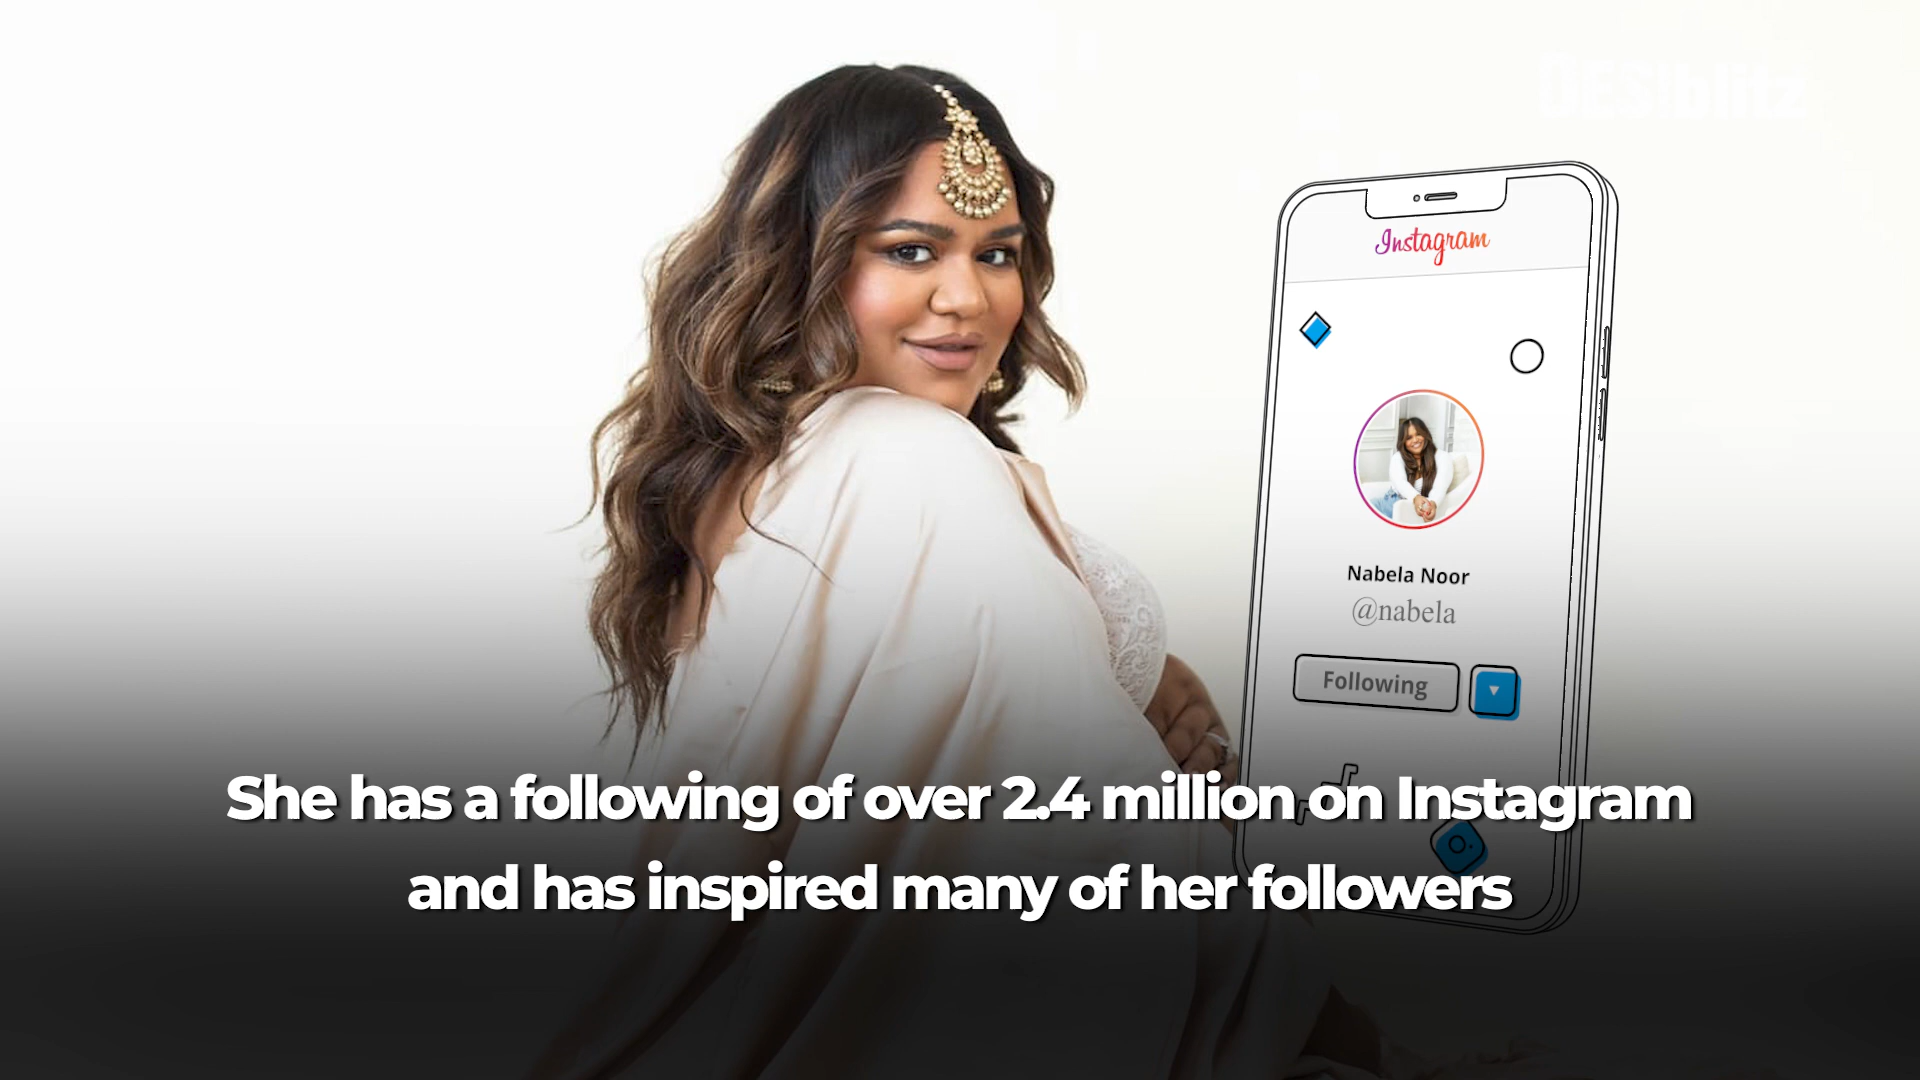 DESIblitz
Instagram
Nabela Noor
@nabela
Following
She has a following of over 2.4 million on Instagram
and has inspired many of her followers